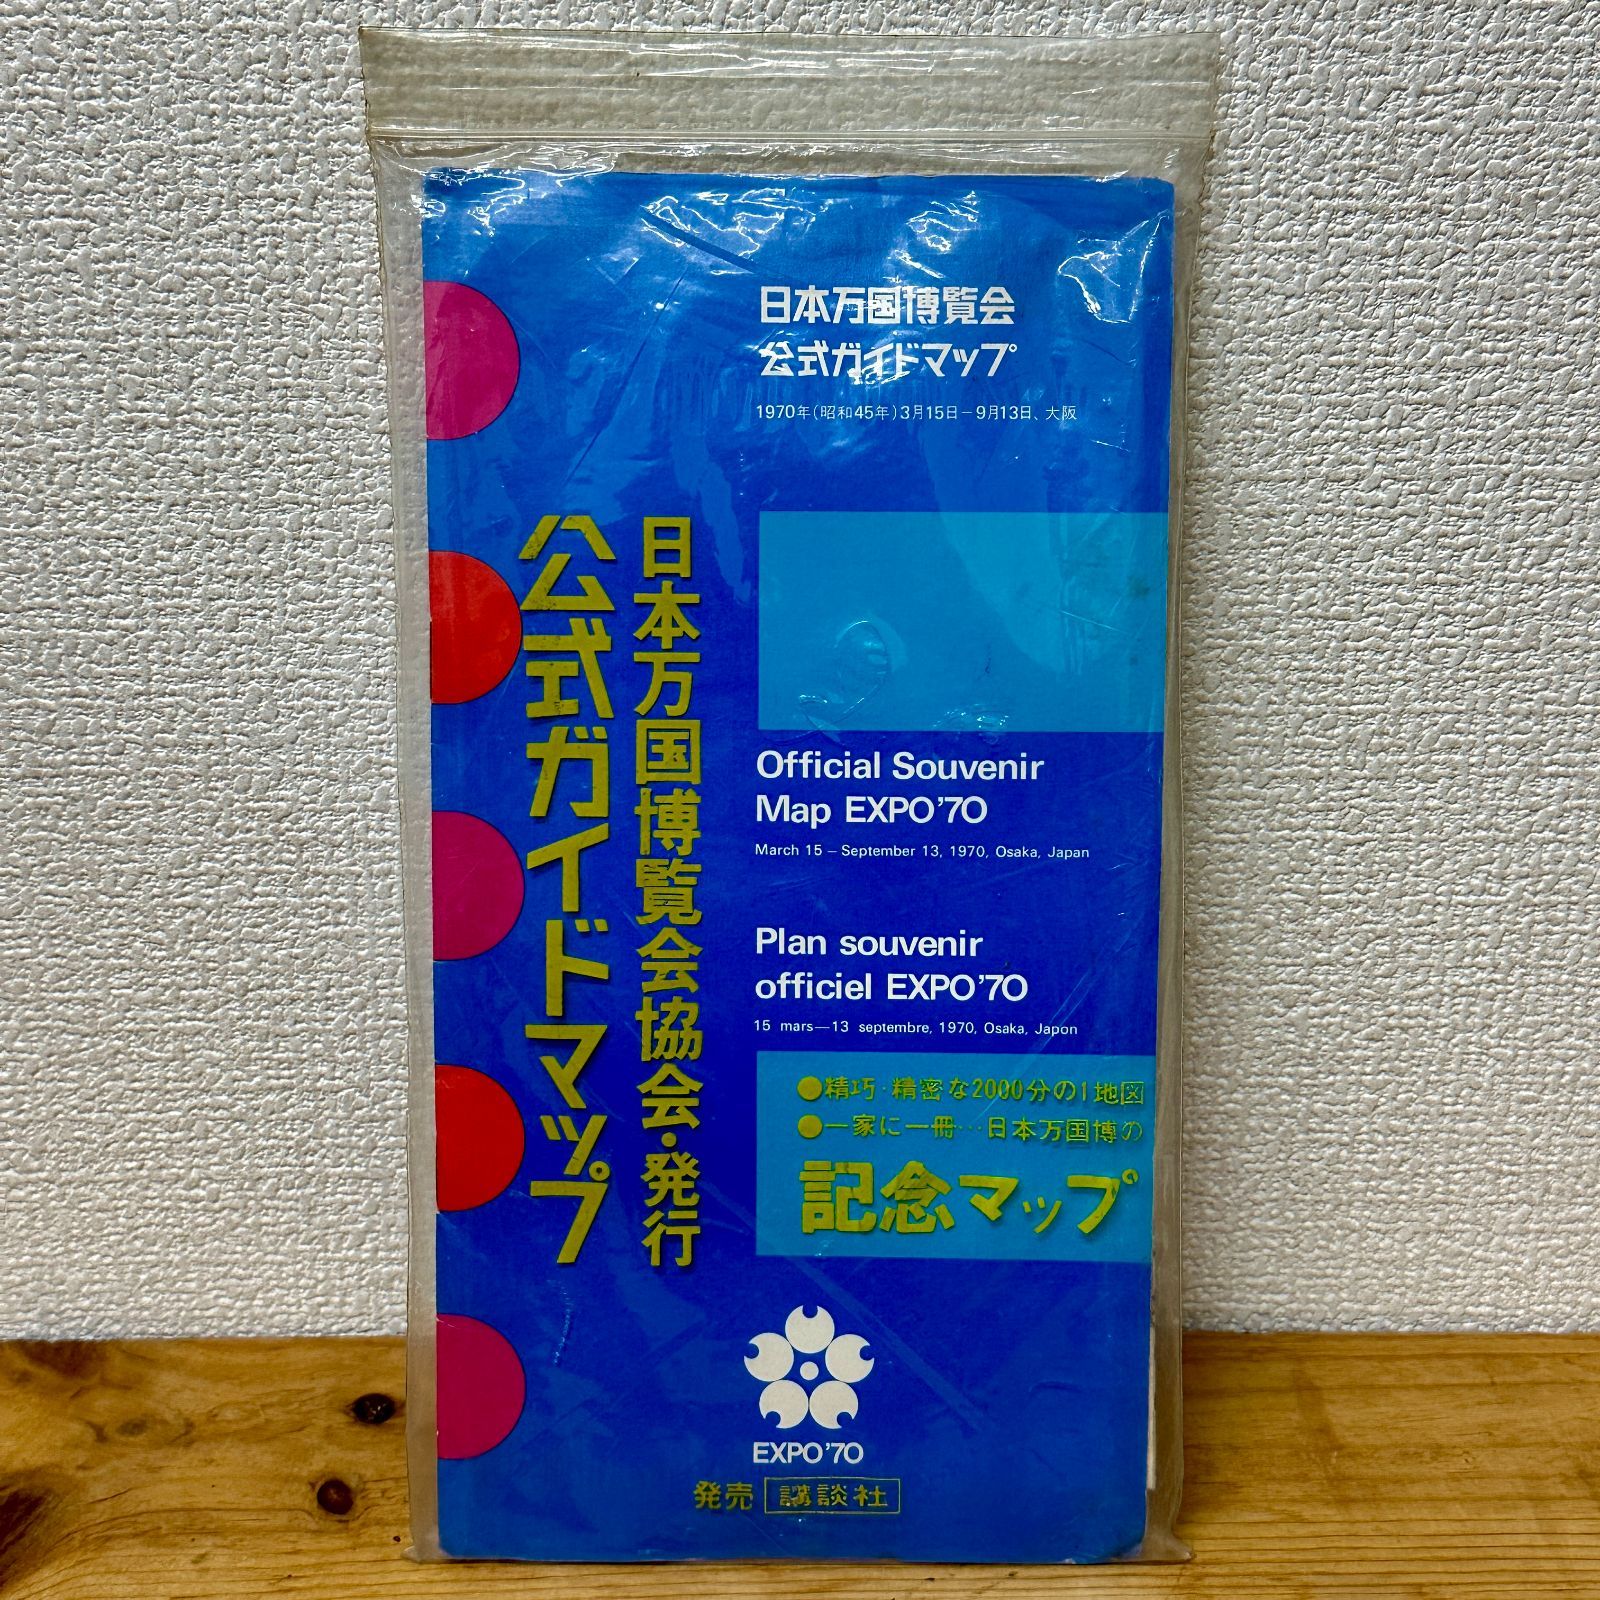 日本万国博覧会
公式ガイドマップ
1970年(昭和45年)3月15日－9月13日、大阪
日本万国博覧会協会・発行
公式ガイドマップ
Official Souvenir
Map EXPO'70
March 15 – September 13, 1970, Osaka, Japan
Plan souvenir
officiel EXPO'70
15 mars—13 septembre, 1970, Osaka, Japon
●精巧・精密な2000分の1地図
●一家に一冊…日本万国博の
記念マップ
EXPO'70
発売 講談社